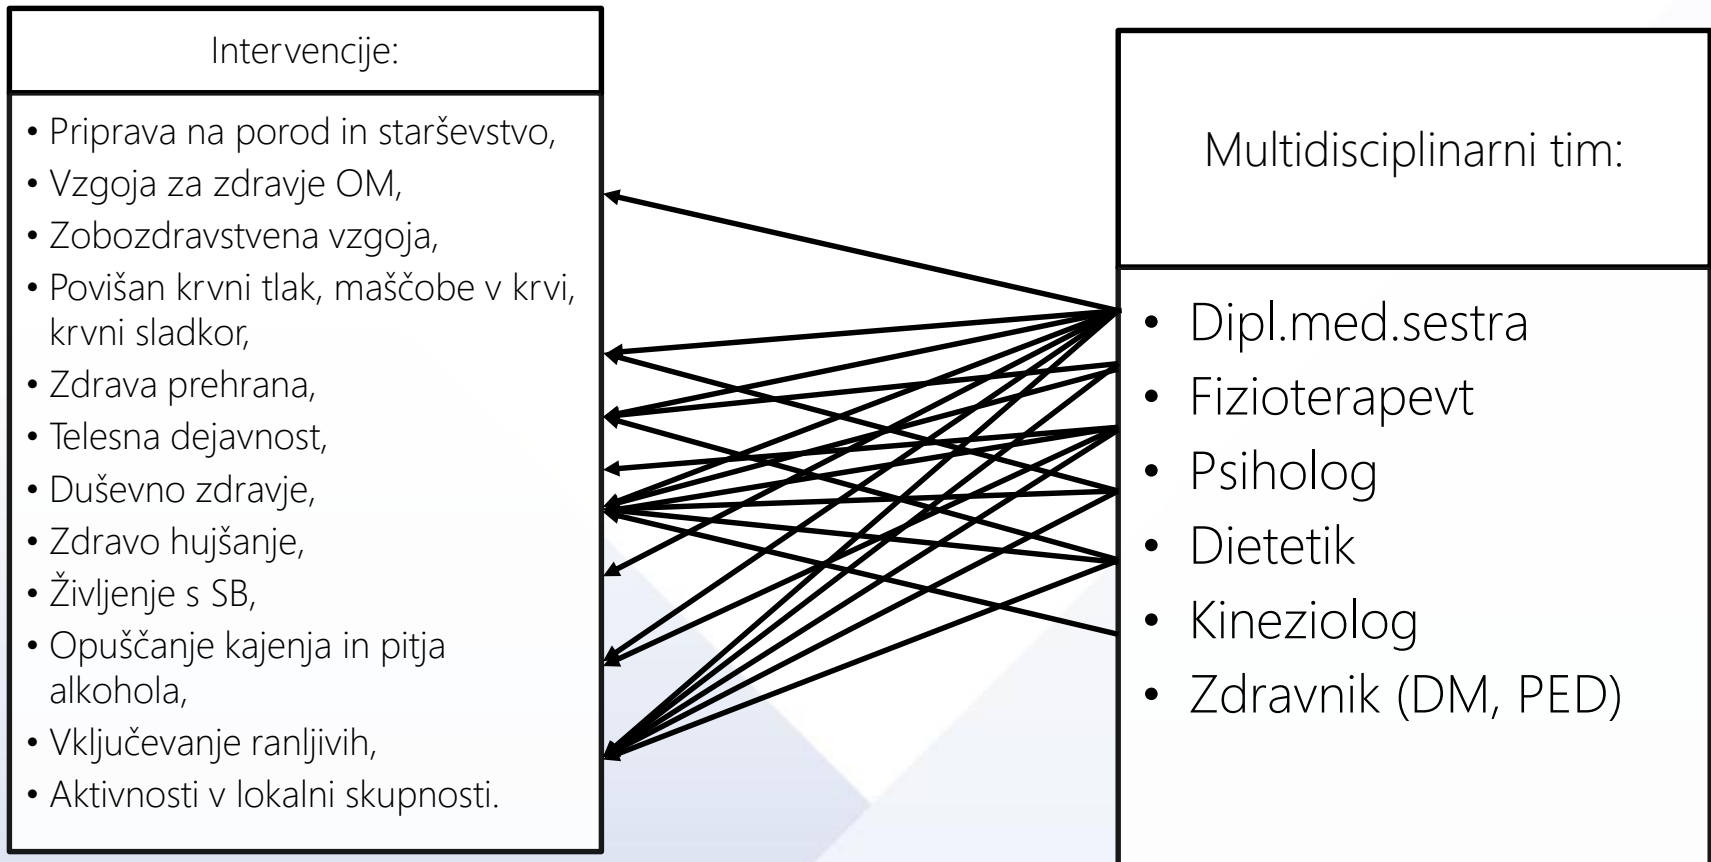 Intervencije:
• Priprava na porod in starševstvo,
• Vzgoja za zdravje OM,
• Zobozdravstvena vzgoja,
• Povišan krvni tlak, maščobe v krvi,
krvni sladkor,
• Zdrava prehrana,
• Telesna dejavnost,
• Duševno zdravje,
• Zdravo hujšanje,
• Življenje s SB,
• Opuščanje kajenja in pitja
alkohola,
• Vključevanje ranljivih,
• Aktivnosti v lokalni skupnosti.
Multidisciplinarni tim:
• Dipl.med.sestra
• Fizioterapevt
• Psiholog
• Dietetik
• Kineziolog
• Zdravnik (DM, PED)